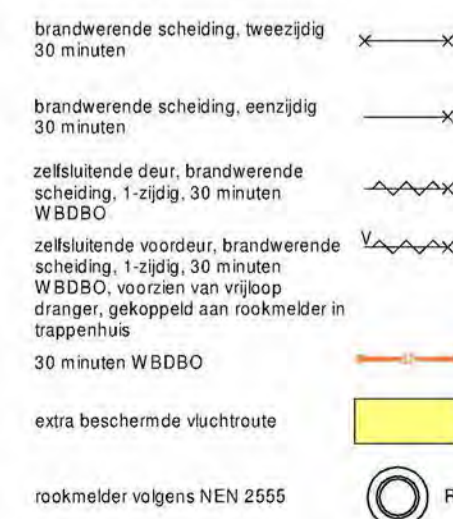 brandwerende scheiding, tweezijdig
30 minuten
brandwerende scheiding, eenzijdig
30 minuten
zelfsluitende deur, brandwerende
scheiding, 1-zijdig, 30 minuten
WBDBO
zelfsluitende voordeur, brandwerende
scheiding, 1-zijdig, 30 minuten
WBDBO, voorzien van vrijloop
dranger, gekoppeld aan rookmelder in
trappenhuis
V
30 minuten WBDBO
extra beschermde vluchtroute
rookmelder volgens NEN 2555
R